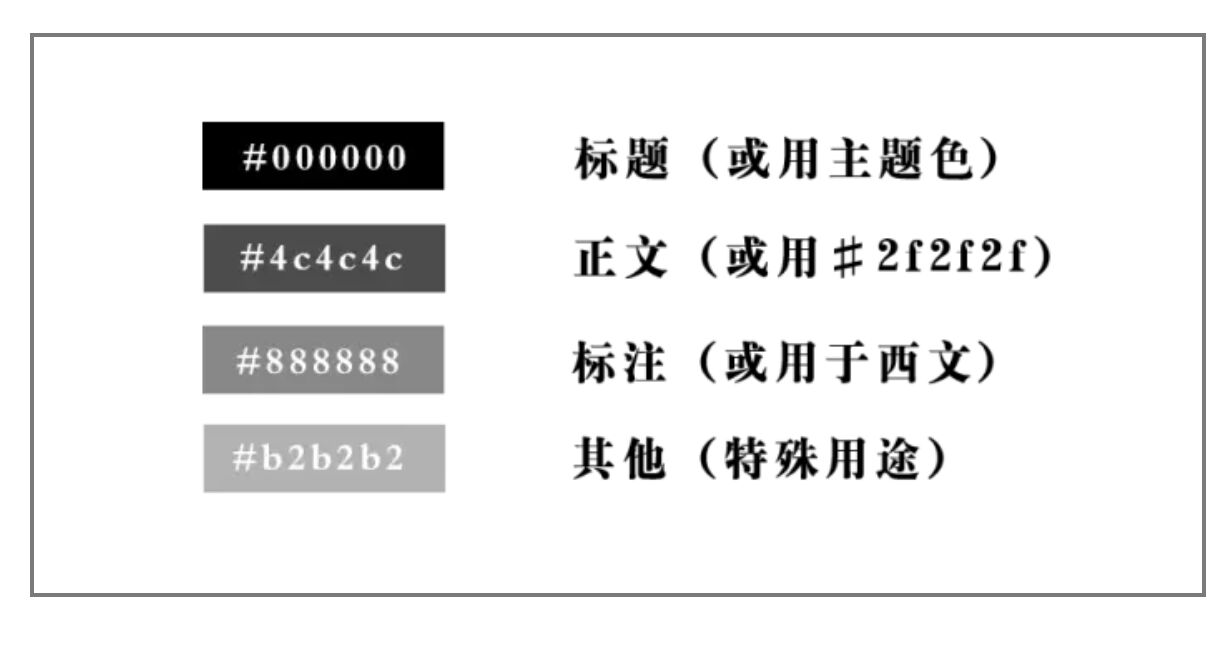 #000000 标题（或用主题色）
#4c4c4c 正文（或用#2f2f2f）
#888888 标注（或用于西文）
#b2b2b2 其他（特殊用途）